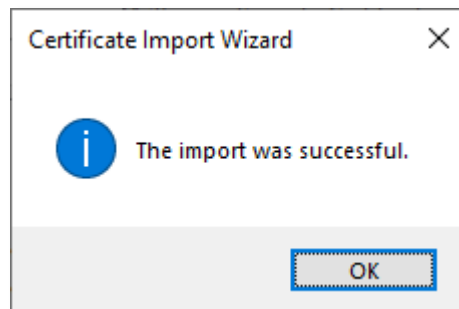 Certificate Import Wizard
The import was successful.
OK